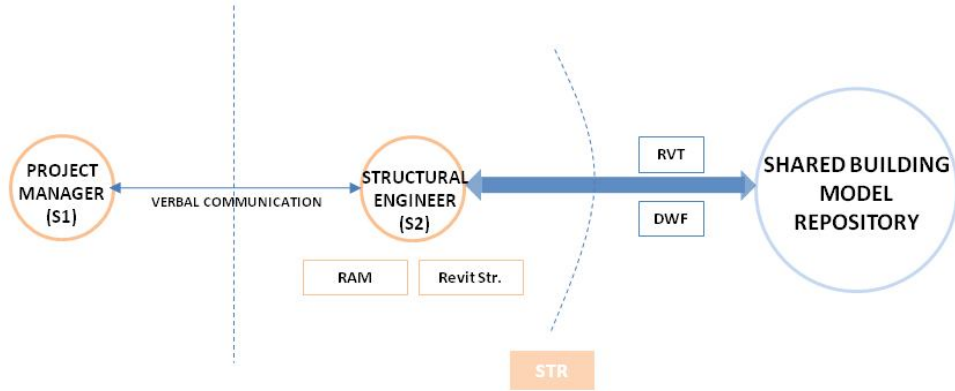 PROJECT
MANAGER
(S1)
VERBAL COMMUNICATION
STRUCTURAL
ENGINEER
(S2)
RAM
Revit Str.
RVT
DWF
SHARED BUILDING
MODEL
REPOSITORY
STR